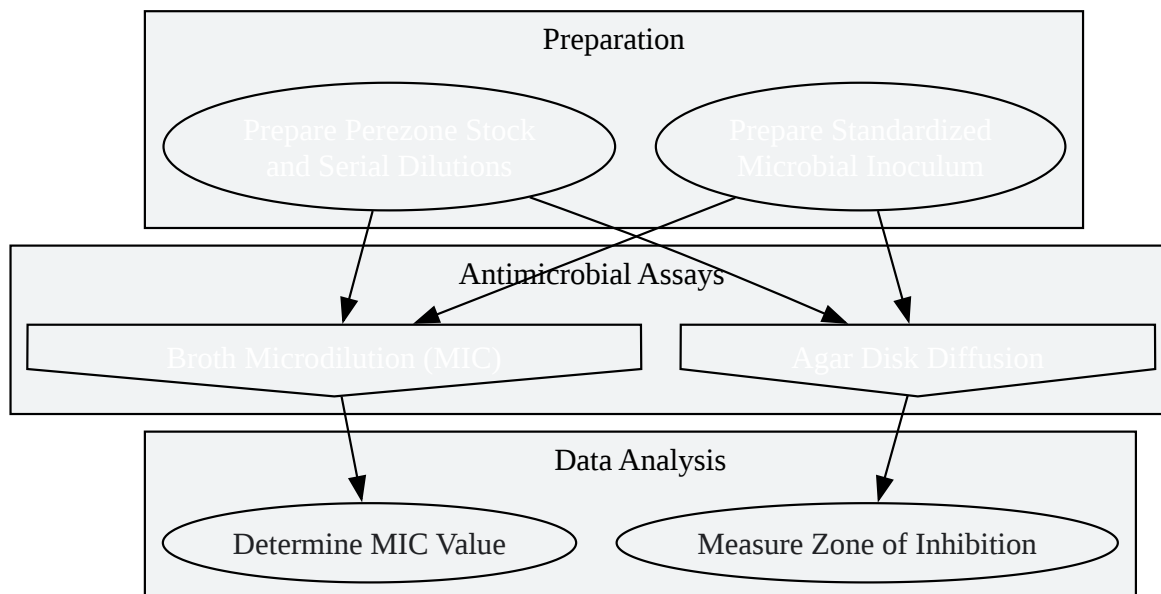 Preparation
Prepare Perezone Stock
and Serial Dilutions
Prepare Standardized
Microbial Inoculum
Antimicrobial Assays
Broth Microdilution (MIC)
Agar Disk Diffusion
Data Analysis
Determine MIC Value
Measure Zone of Inhibition